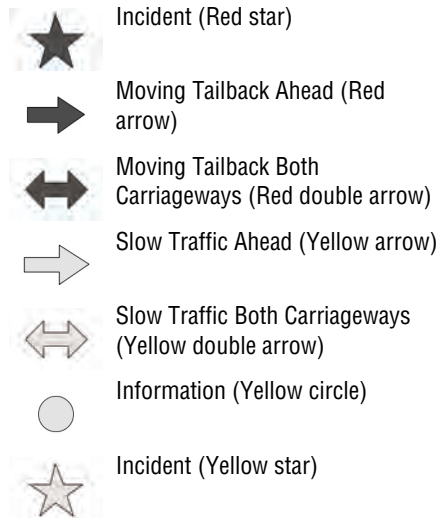 Incident (Red star)
Moving Tailback Ahead (Red
arrow)
Moving Tailback Both
Carriageways (Red double arrow)
Slow Traffic Ahead (Yellow arrow)
Slow Traffic Both Carriageways
(Yellow double arrow)
Information (Yellow circle)
Incident (Yellow star)